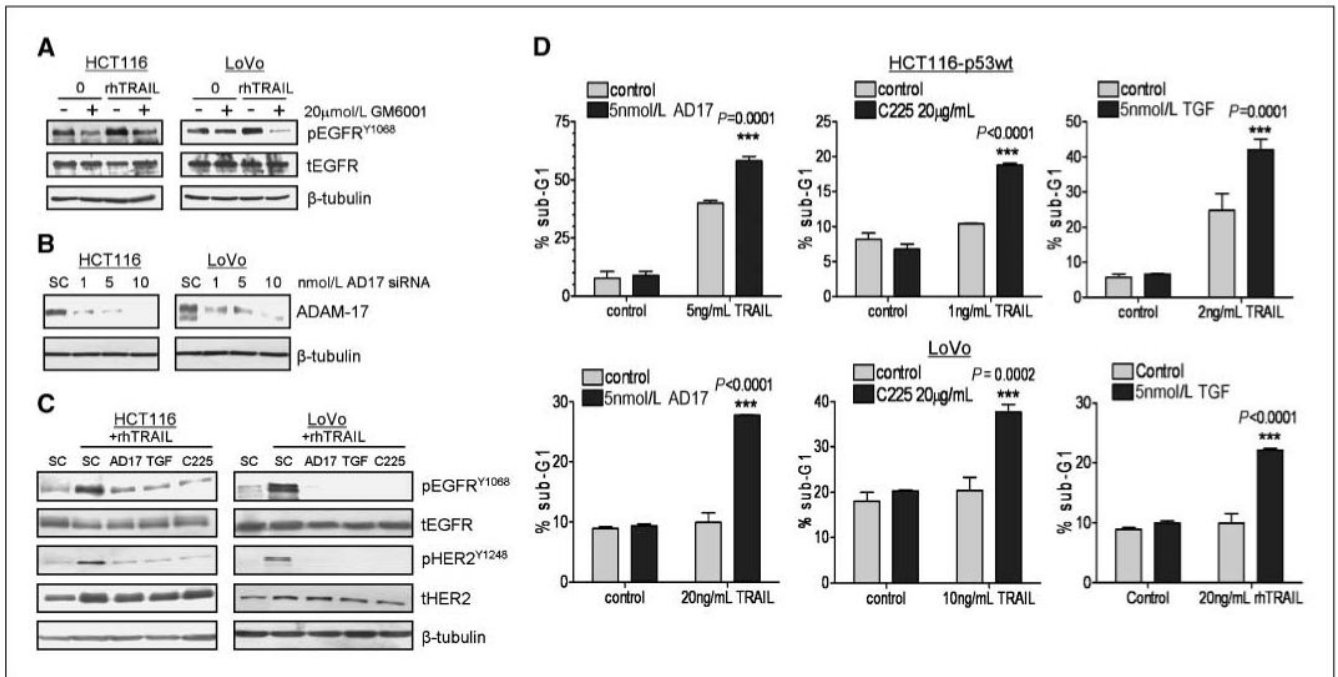 A
HCT116
LoVo
0 rhTRAIL
0 rhTRAIL
- + - +
- + - +
20μmol/L GM6001
pEGFRY1068
tEGFR
β-tubulin
B
HCT116
LoVo
SC 1 5 10
SC 1 5 10
nmol/L AD17 siRNA
ADAM-17
β-tubulin
C
HCT116
+rhTRAIL
LoVo
+rhTRAIL
SC SC AD17 TGF C225
SC SC AD17 TGF C225
pEGFRY1068
tEGFR
pHER2Y1248
tHER2
β-tubulin
D
HCT116-p53wt
control
5nmol/L AD17
P=0.0001
***
% sub-G1
75
50
25
0
control
5ng/mL TRAIL
control
C225 20μg/mL
P<0.0001
***
% sub-G1
25
20
15
10
5
0
control
1ng/mL TRAIL
control
5nmol/L TGF
P=0.0001
***
% sub-G1
50
40
30
20
10
0
control
2ng/mL TRAIL
LoVo
control
5nmol/L AD17
P<0.0001
***
% sub-G1
30
20
10
0
control
20ng/mL TRAIL
control
C225 20μg/mL
P = 0.0002
***
% sub-G1
40
30
20
10
0
control
10ng/mL TRAIL
Control
5nmol/L TGF
P<0.0001
***
% sub-G1
30
20
10
0
Control
20ng/mL rhTRAIL